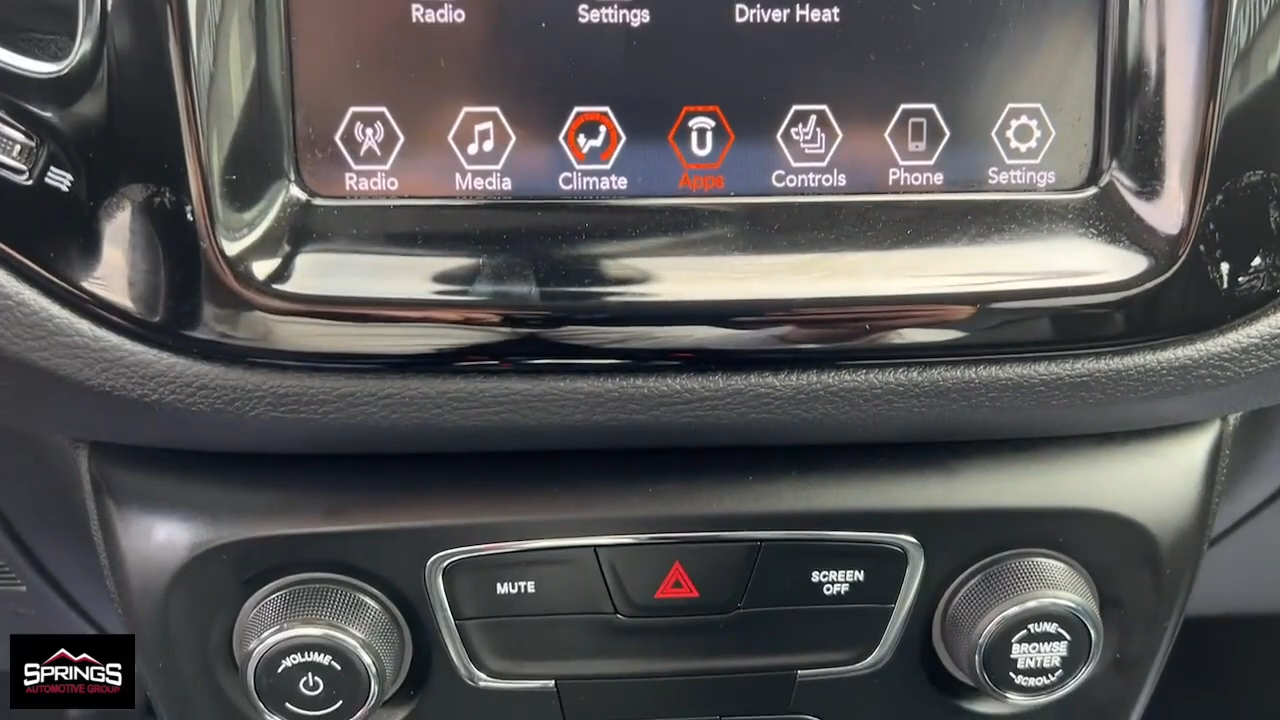 Radio Settings Driver Heat
Radio Media Climate Apps Controls Phone Settings
MUTE
SCREEN
OFF
VOLUME
TUNE
BROWSE
ENTER
SCROLL
SPRINGS
AUTOMOTIVE GROUP